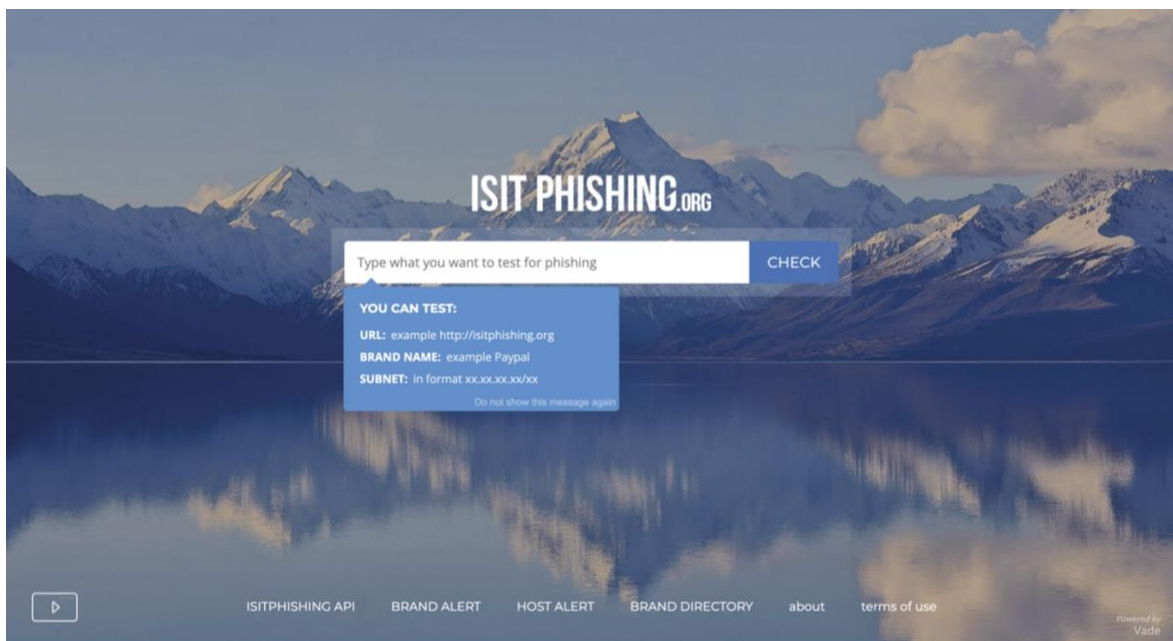 ISIT PHISHING.ORG
Type what you want to test for phishing
CHECK
YOU CAN TEST:
URL: example http://isitphishing.org
BRAND NAME: example Paypal
SUBNET: in format xx.xx.xx.xx/xx
Do not show this message again
ISITPHISHING API BRAND ALERT HOST ALERT BRAND DIRECTORY about terms of use
Powered by
Vade